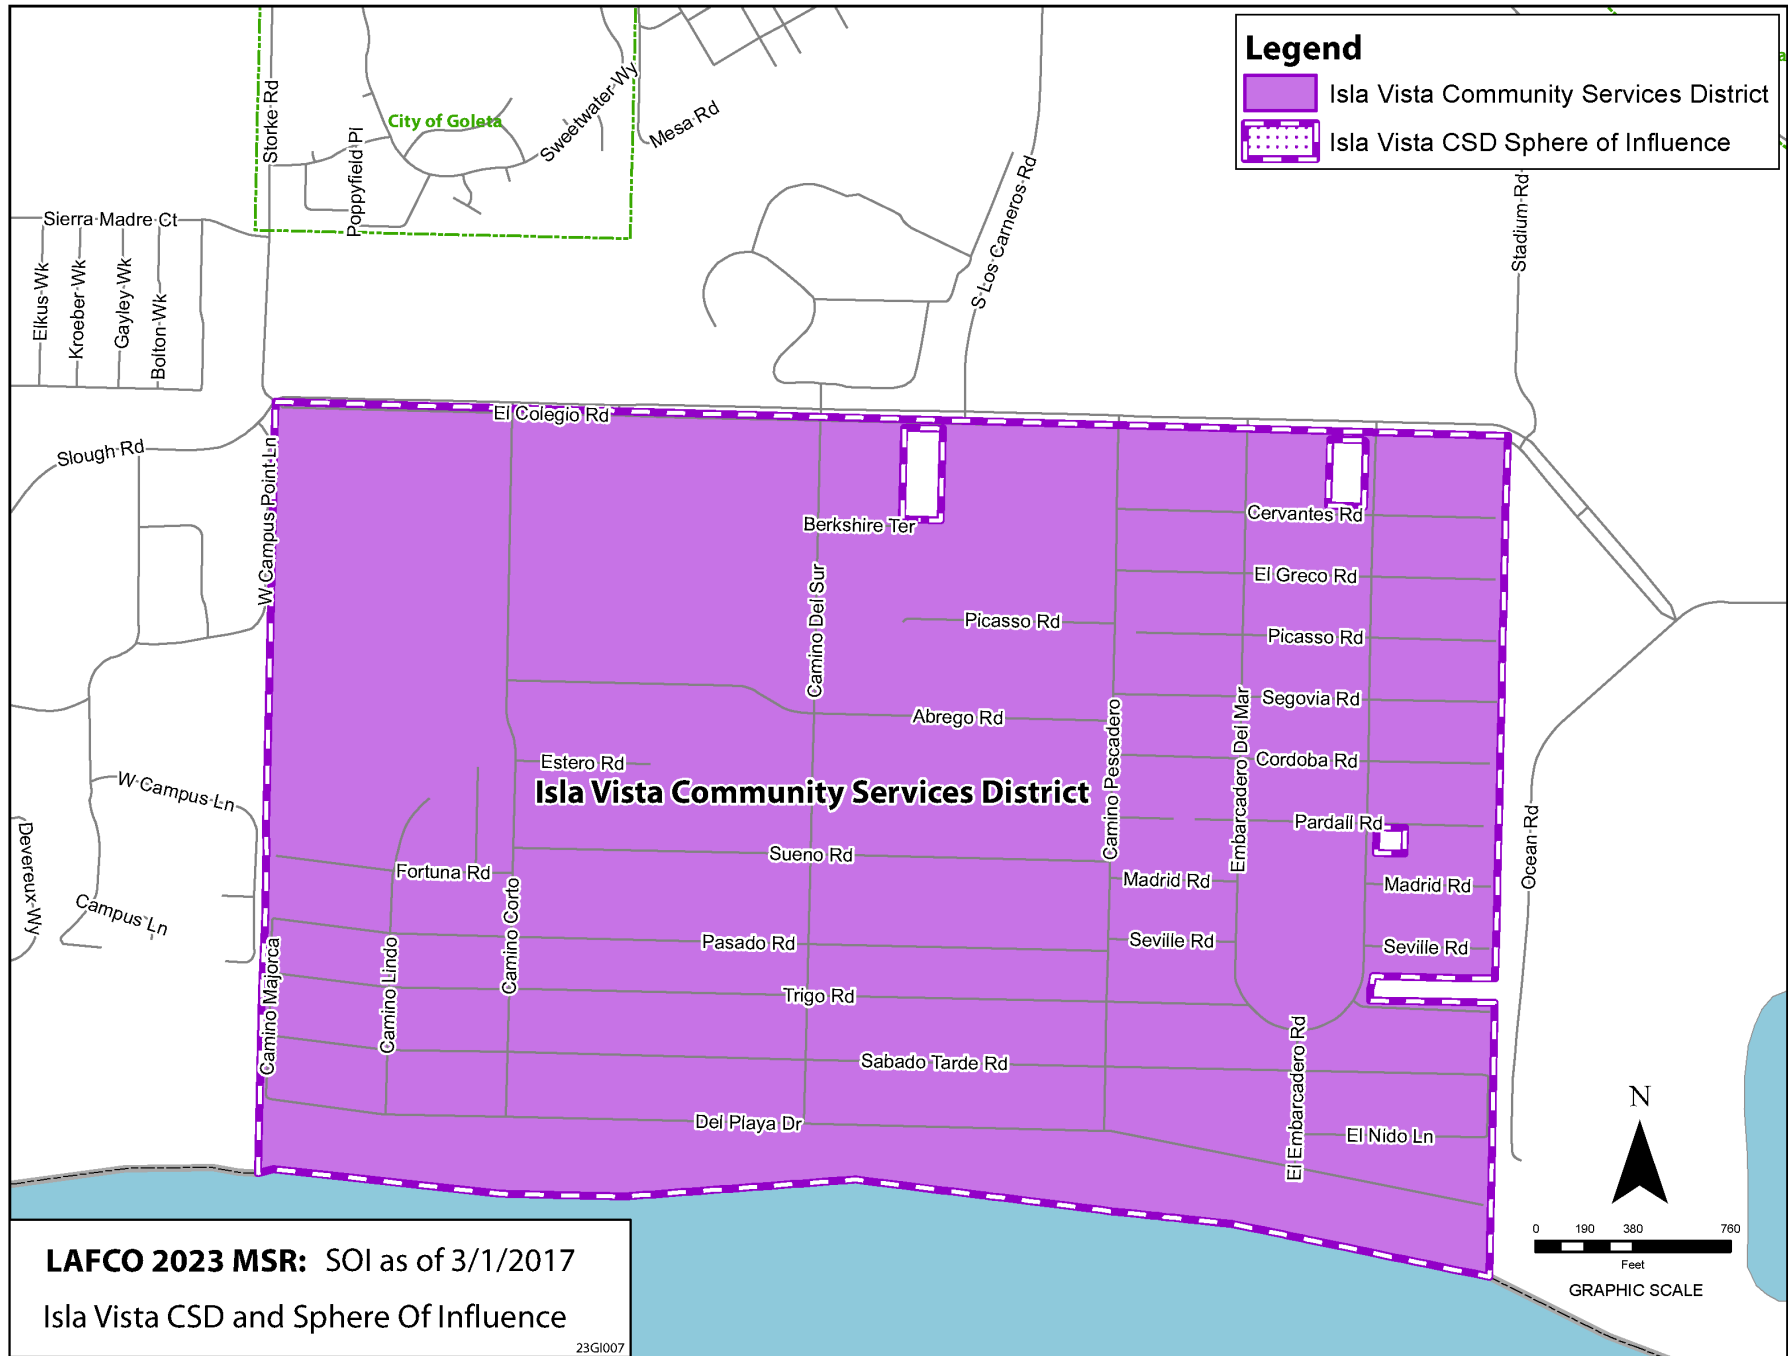 Legend
Isla Vista Community Services District
Isla Vista CSD Sphere of Influence
Storke Rd
City of Goleta
Poppyfield Pl
Sweetwater Wy
Mesa Rd
S Los Carneros Rd
Stadium Rd
Sierra Madre Ct
Elkus Wk
Kroeber Wk
Gayley Wk
Bolton Wk
El Colegio Rd
Slough Rd
W Campus Point Ln
Berkshire Ter
Cervantes Rd
El Greco Rd
Camino Del Sur
Picasso Rd
Picasso Rd
Segovia Rd
Abrego Rd
Camino Pescadero
Embarcadero Del Mar
Cordoba Rd
Estero Rd
Isla Vista Community Services District
W Campus Ln
Pardall Rd
Devereux Wy
Sueno Rd
Fortuna Rd
Madrid Rd
Madrid Rd
Ocean Rd
Campus Ln
Camino Corto
Pasado Rd
Seville Rd
Seville Rd
Camino Majorca
Camino Lindo
Trigo Rd
Sabado Tarde Rd
El Embarcadero Rd
Del Playa Dr
El Nido Ln
N
0 190 380 760
Feet
GRAPHIC SCALE
LAFCO 2023 MSR: SOI as of 3/1/2017
Isla Vista CSD and Sphere Of Influence
23GI007